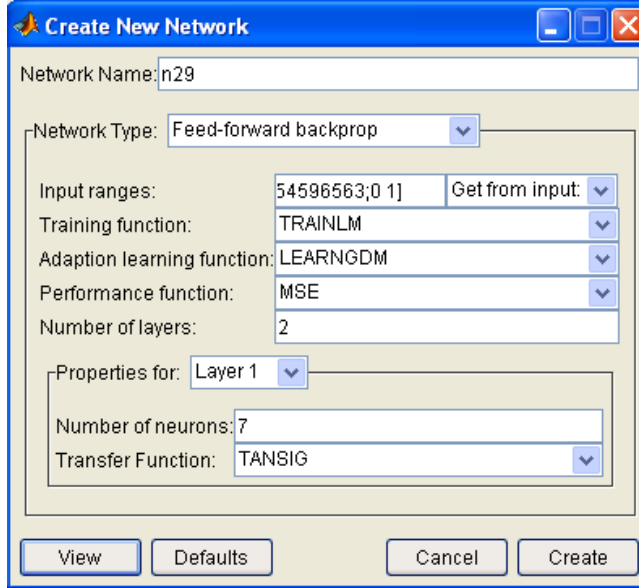 Create New Network
Network Name: n29
Network Type: Feed-forward backprop
Input ranges: 54596563;0 1] Get from input:
Training function: TRAINLM
Adaption learning function: LEARNGDM
Performance function: MSE
Number of layers: 2
Properties for: Layer 1
Number of neurons: 7
Transfer Function: TANSIG
View Defaults Cancel Create